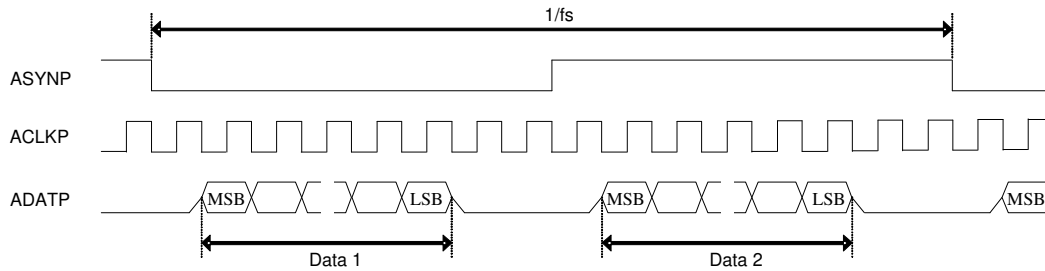 1/fs
ASYNP
ACLKP
ADATP
MSB LSB MSB LSB MSB
Data 1 Data 2